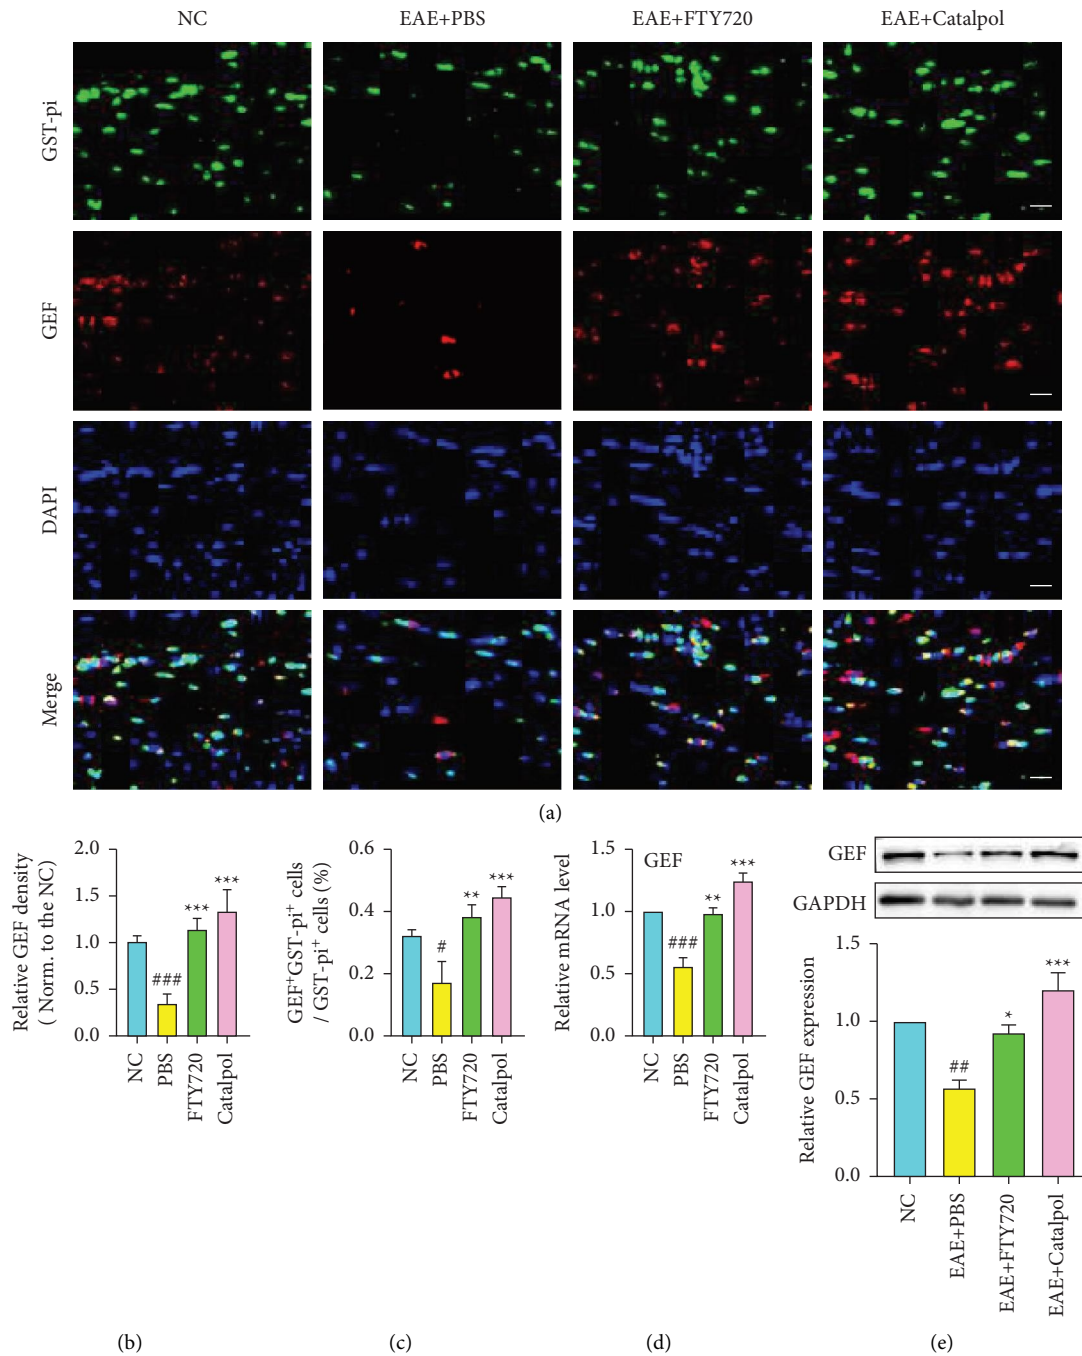 NC EAE+PBS EAE+FTY720 EAE+Catalpol
GST-pi
GEF
DAPI
Merge
(a)
Relative GEF density
( Norm. to the NC)
2.0
1.5
1.0
0.5
0.0
###
***
***
NC
PBS
FTY720
Catalpol
(b)
GEF⁺GST-pi⁺ cells
/ GST-pi⁺ cells (%)
0.6
0.4
0.2
0.0
#
**
***
NC
PBS
FTY720
Catalpol
(c)
Relative mRNA level
1.5
1.0
0.5
0.0
GEF
###
**
***
NC
PBS
FTY720
Catalpol
(d)
GEF
GAPDH
Relative GEF expression
1.5
1.0
0.5
0.0
##
*
***
NC
EAE+PBS
EAE+FTY720
EAE+Catalpol
(e)